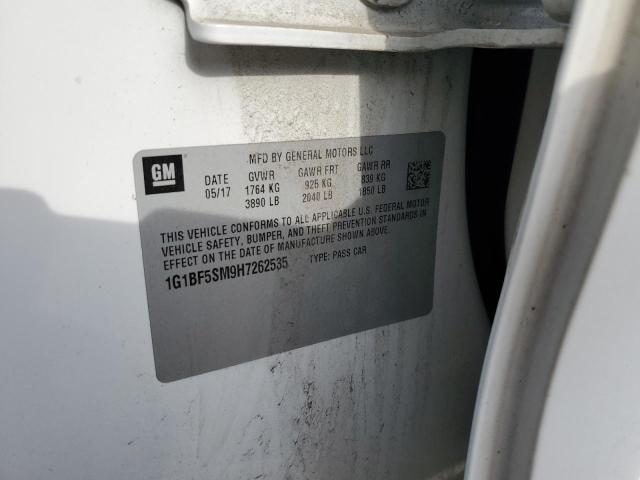 MFD BY GENERAL MOTORS LLC
GM
DATE GVWR GAWR FRT GAWR RR
05/17 1764 KG 925 KG 839 KG
3890 LB 2040 LB 1850 LB
THIS VEHICLE CONFORMS TO ALL APPLICABLE U.S. FEDERAL MOTOR
VEHICLE SAFETY, BUMPER, AND THEFT PREVENTION STANDARDS IN
EFFECT ON THE DATE OF MANUFACTURE SHOWN ABOVE.
1G1BF5SM9H7262535 TYPE: PASS CAR